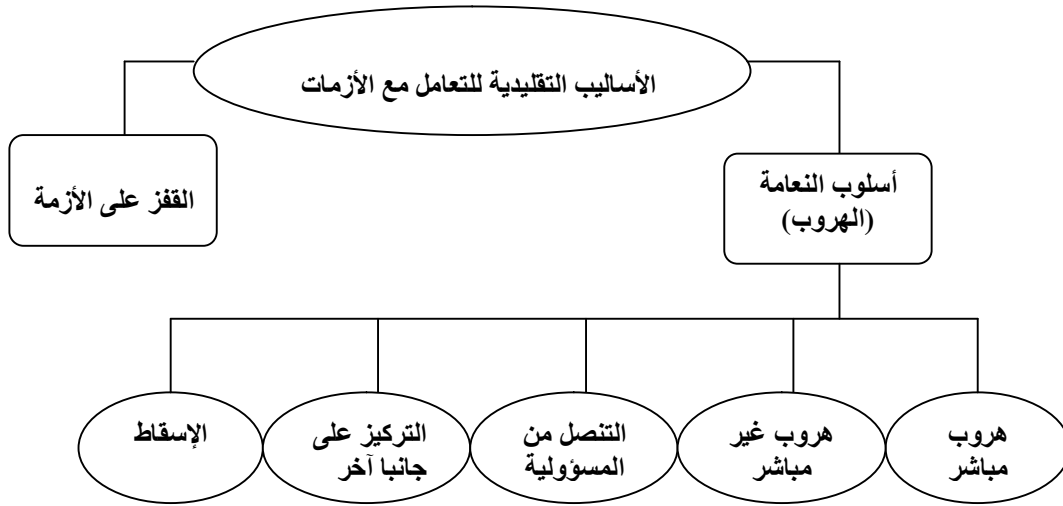 الأساليب التقليدية للتعامل مع الأزمات
أسلوب النعامة
(الهروب)
القفز على الأزمة
هروب
مباشر
هروب غير
مباشر
التنصل من
المسؤولية
التركيز على
جانبا آخر
الإسقاط